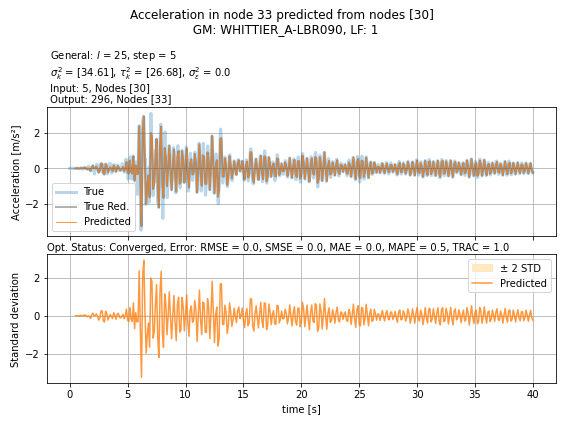 Acceleration in node 33 predicted from nodes [30]
GM: WHITTIER_A-LBR090, LF: 1
General: l = 25, step = 5
σ²ₖ = [34.61], τ²ₖ = [26.68], σ²_ε = 0.0
Input: 5, Nodes [30]
Output: 296, Nodes [33]
Acceleration [m/s²]
2
0
−2
True
True Red.
Predicted
Opt. Status: Converged, Error: RMSE = 0.0, SMSE = 0.0, MAE = 0.0, MAPE = 0.5, TRAC = 1.0
Standard deviation
2
0
−2
± 2 STD
Predicted
0 5 10 15 20 25 30 35 40
time [s]